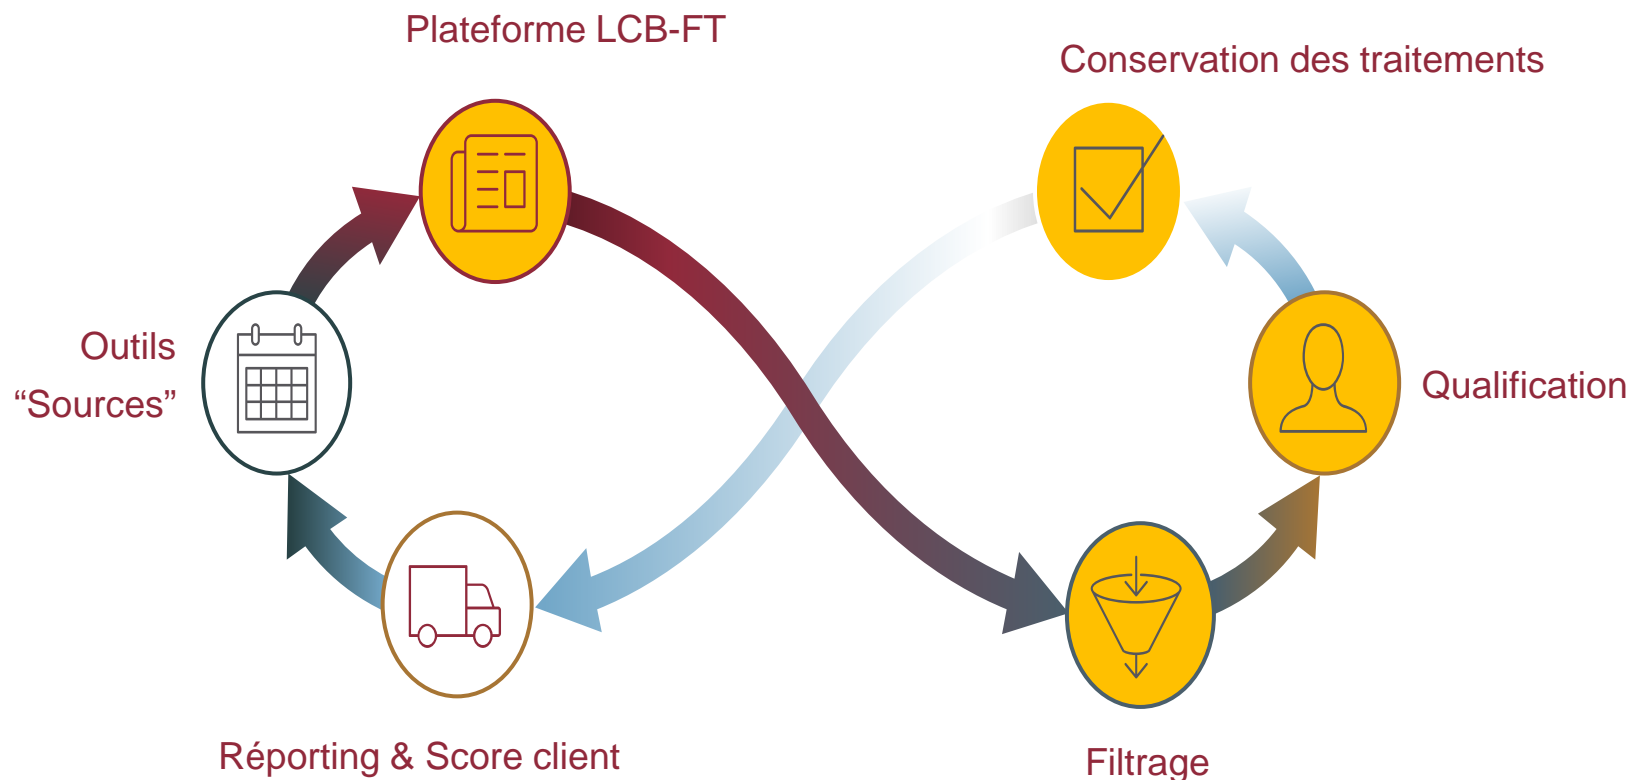 Plateforme LCB-FT
Conservation des traitements
Outils
“Sources”
Qualification
Réporting & Score client
Filtrage